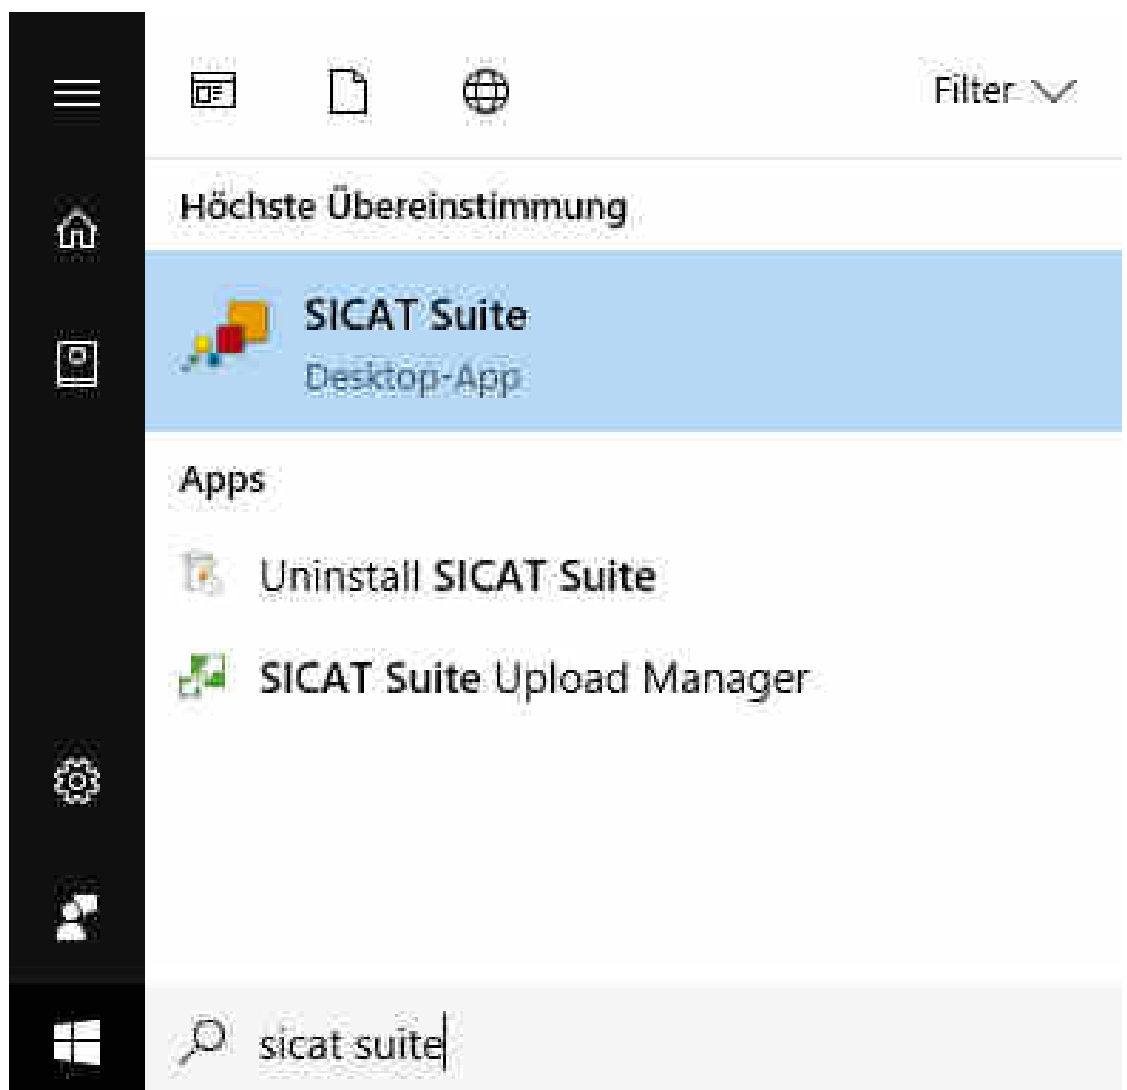 Filter
Höchste Übereinstimmung
SICAT Suite
Desktop-App
Apps
Uninstall SICAT Suite
SICAT Suite Upload Manager
sicat suite